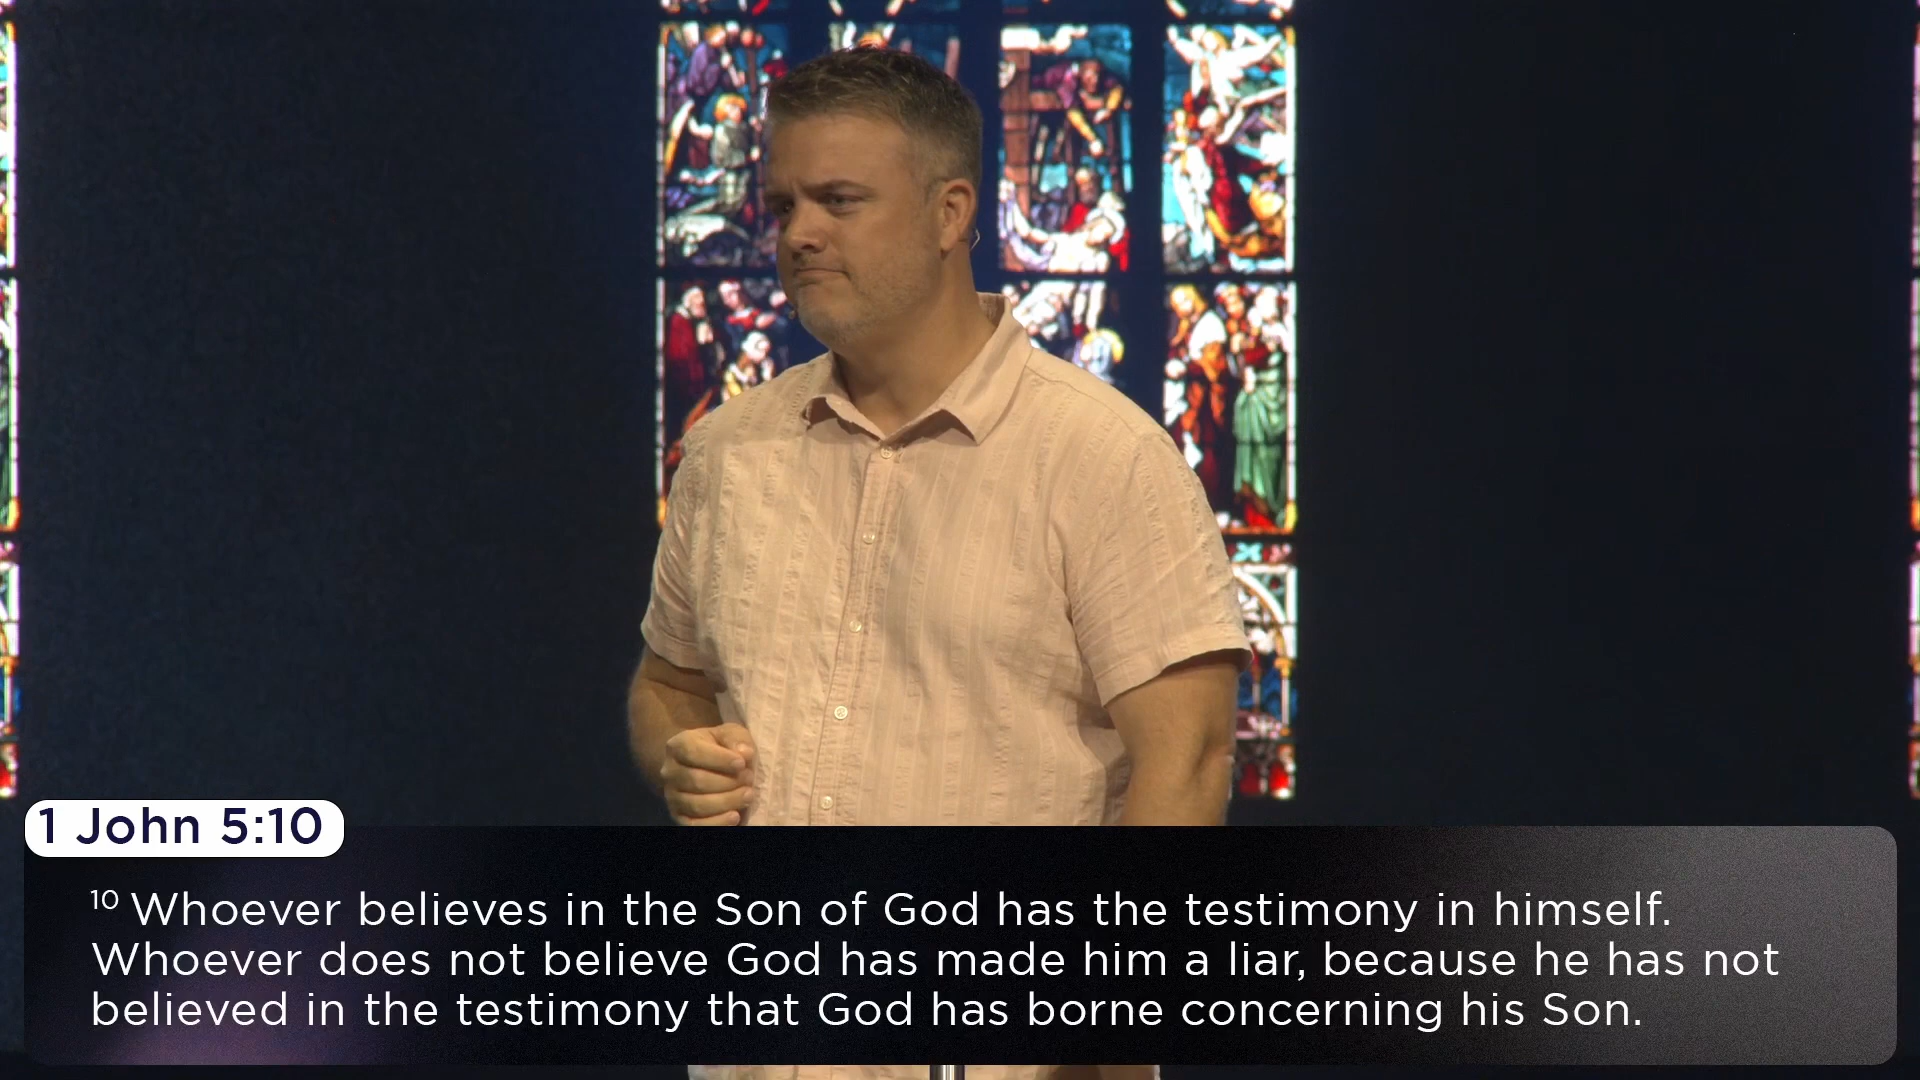 1 John 5:10
10 Whoever believes in the Son of God has the testimony in himself.
Whoever does not believe God has made him a liar, because he has not
believed in the testimony that God has borne concerning his Son.